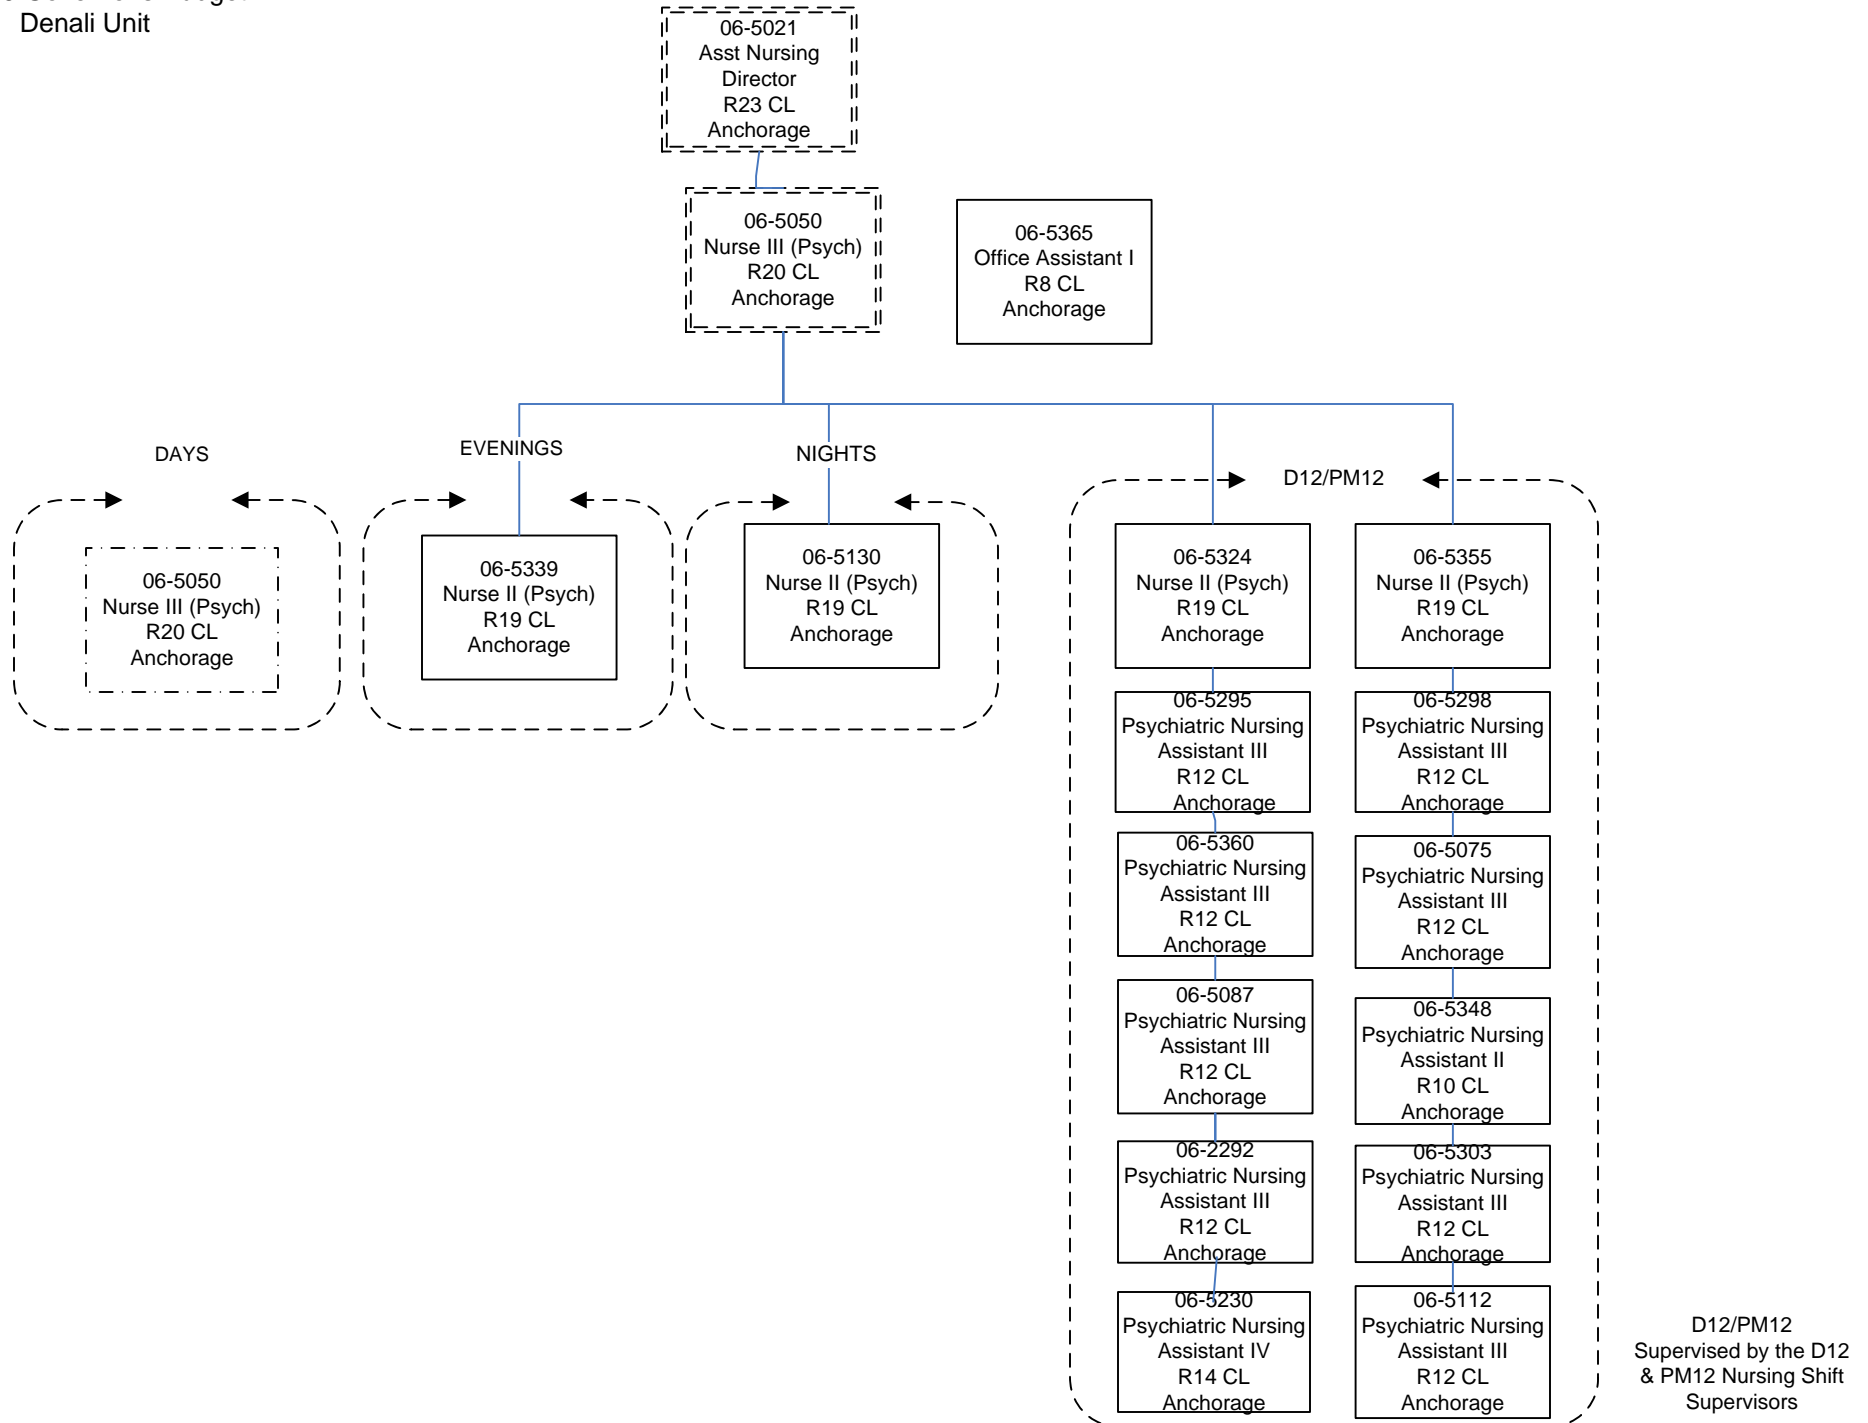 Denali Unit
06-5021
Asst Nursing
Director
R23 CL
Anchorage
06-5050
Nurse III (Psych)
R20 CL
Anchorage
06-5365
Office Assistant I
R8 CL
Anchorage
DAYS
EVENINGS
NIGHTS
D12/PM12
06-5050
Nurse III (Psych)
R20 CL
Anchorage
06-5339
Nurse II (Psych)
R19 CL
Anchorage
06-5130
Nurse II (Psych)
R19 CL
Anchorage
06-5324
Nurse II (Psych)
R19 CL
Anchorage
06-5295
Psychiatric Nursing
Assistant III
R12 CL
Anchorage
06-5360
Psychiatric Nursing
Assistant III
R12 CL
Anchorage
06-5087
Psychiatric Nursing
Assistant III
R12 CL
Anchorage
06-2292
Psychiatric Nursing
Assistant III
R12 CL
Anchorage
06-5230
Psychiatric Nursing
Assistant IV
R14 CL
Anchorage
06-5355
Nurse II (Psych)
R19 CL
Anchorage
06-5298
Psychiatric Nursing
Assistant III
R12 CL
Anchorage
06-5075
Psychiatric Nursing
Assistant III
R12 CL
Anchorage
06-5348
Psychiatric Nursing
Assistant II
R10 CL
Anchorage
06-5303
Psychiatric Nursing
Assistant III
R12 CL
Anchorage
06-5112
Psychiatric Nursing
Assistant III
R12 CL
Anchorage
D12/PM12
Supervised by the D12
& PM12 Nursing Shift
Supervisors